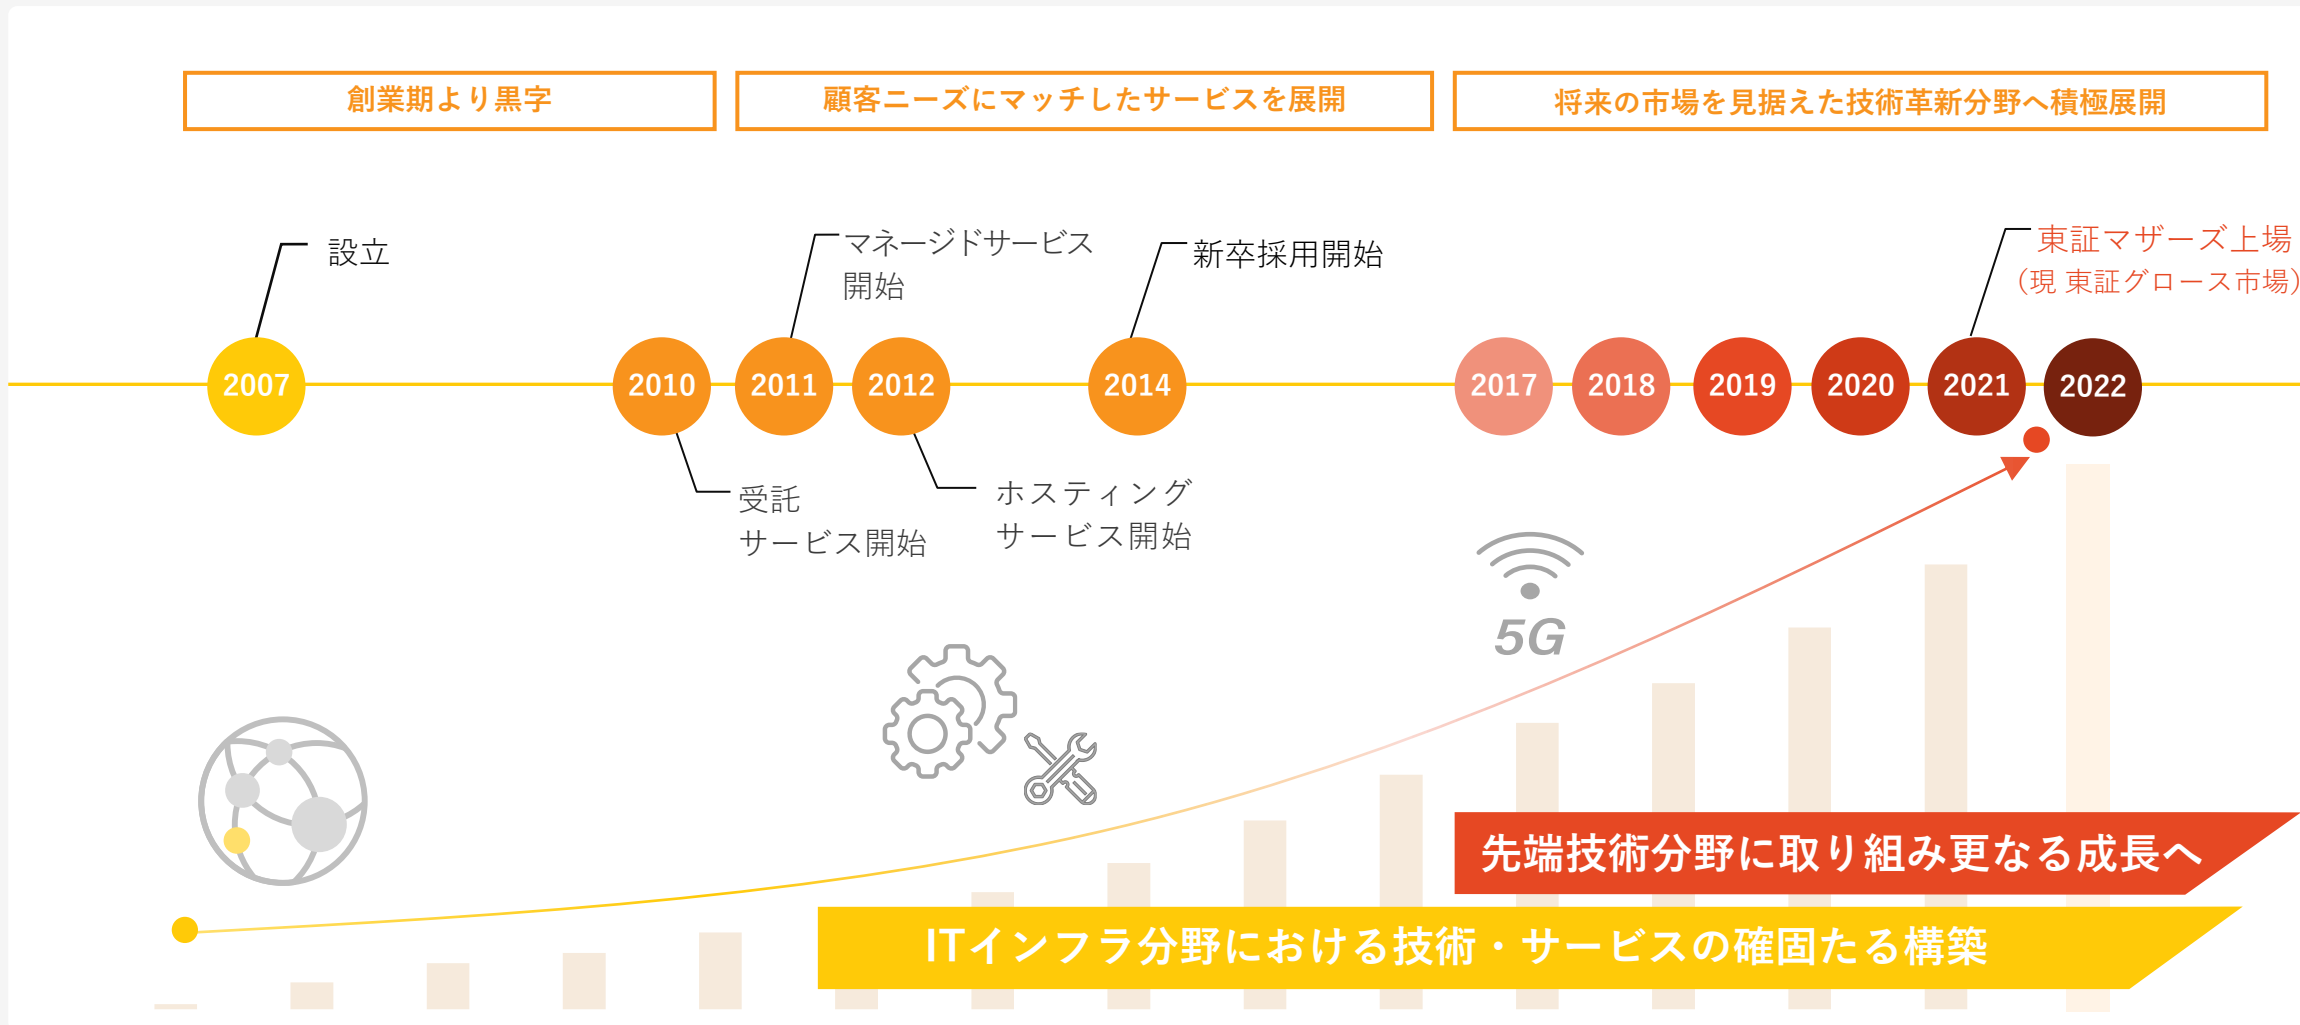 創業期より黒字
顧客ニーズにマッチしたサービスを展開
将来の市場を見据えた技術革新分野へ積極展開
設立
マネージドサービス
開始
新卒採用開始
東証マザーズ上場
（現 東証グロース市場）
2007
2010
2011
2012
2014
2017
2018
2019
2020
2021
2022
受託
サービス開始
ホスティング
サービス開始
5G
先端技術分野に取り組み更なる成長へ
ITインフラ分野における技術・サービスの確固たる構築